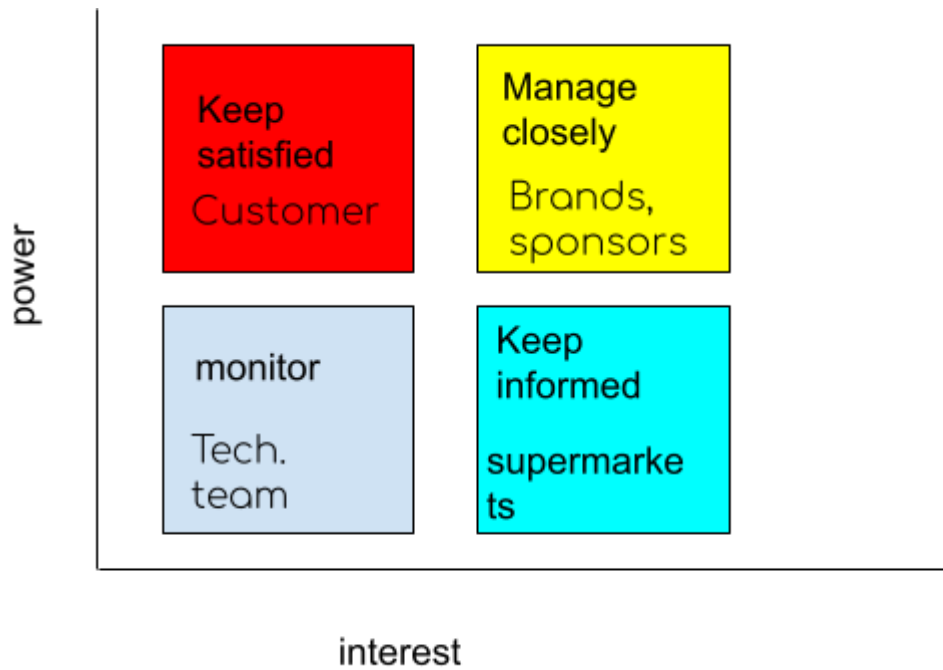 Keep
satisfied
Customer
Manage
closely
Brands,
sponsors
power
monitor
Tech.
team
Keep
informed
supermarke
ts
interest